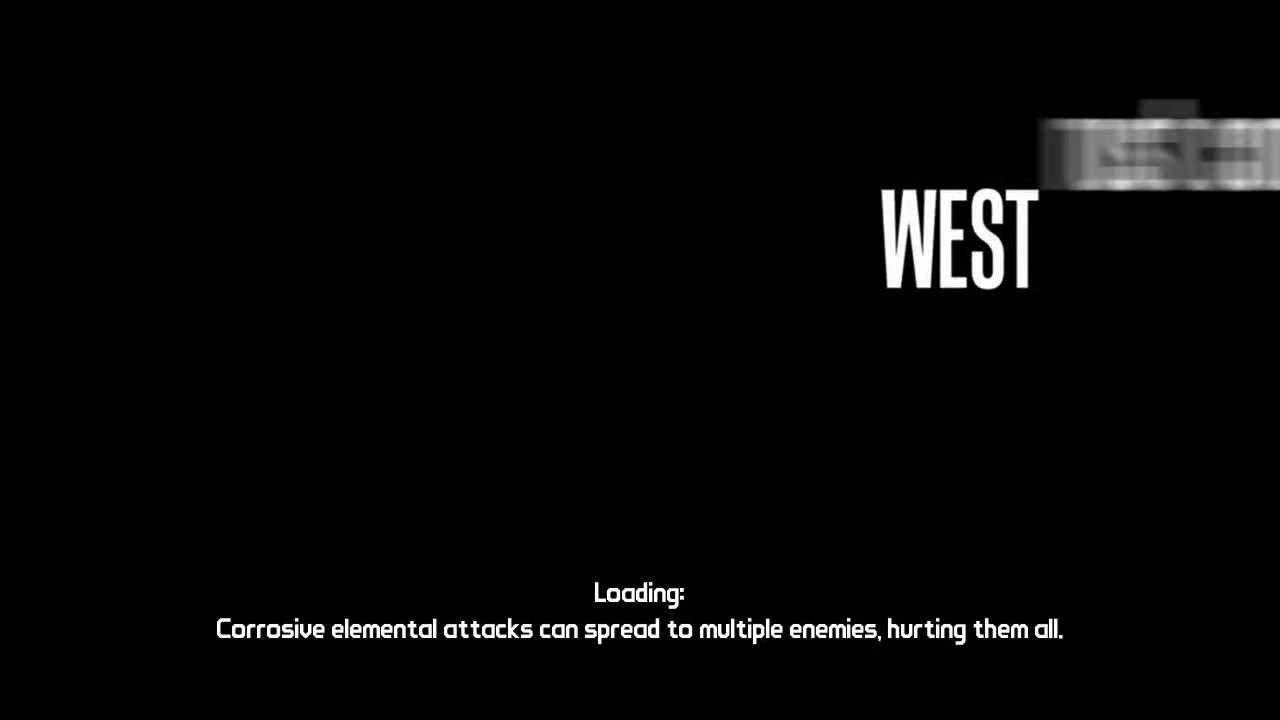 WEST
Loading:
Corrosive elemental attacks can spread to multiple enemies, hurting them all.